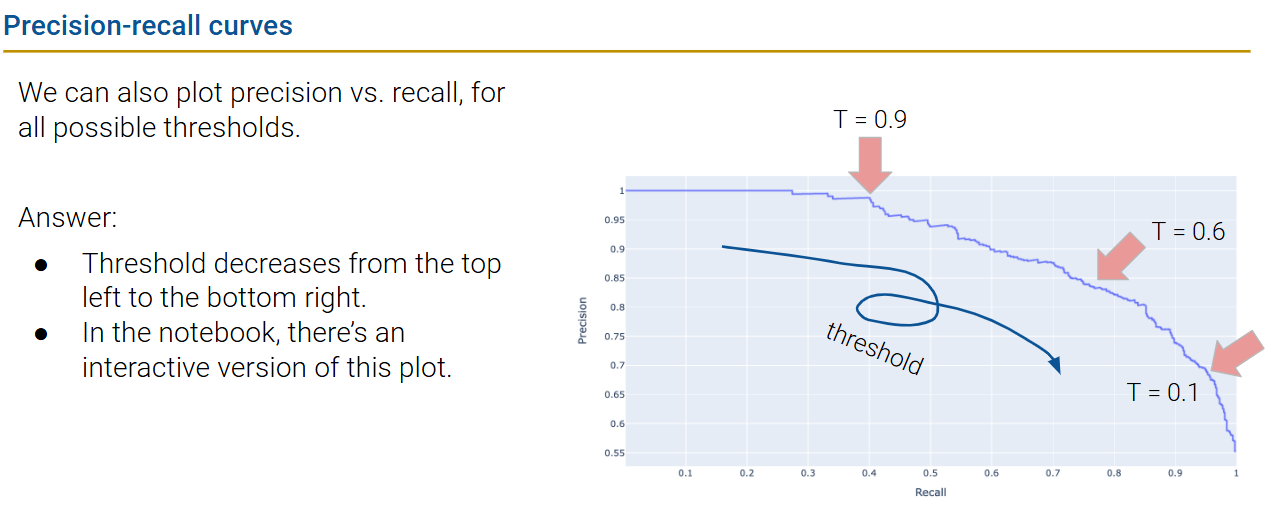 Precision-recall curves
We can also plot precision vs. recall, for
all possible thresholds.
Answer:
● Threshold decreases from the top
left to the bottom right.
● In the notebook, there’s an
interactive version of this plot.
T = 0.9
T = 0.6
T = 0.1
threshold
Precision
1
0.95
0.9
0.85
0.8
0.75
0.7
0.65
0.6
0.55
0.1 0.2 0.3 0.4 0.5 0.6 0.7 0.8 0.9 1
Recall